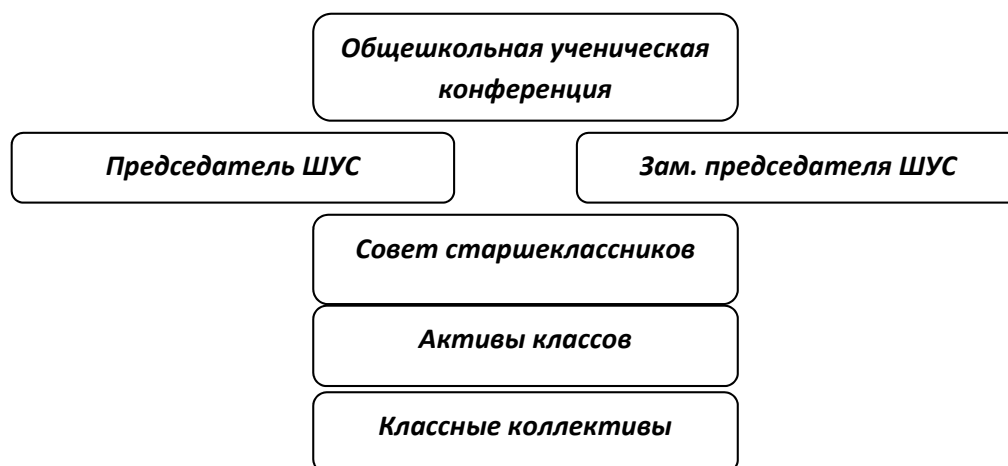 Общешкольная ученическая
конференция
Председатель ШУС
Зам. председателя ШУС
Совет старшеклассников
Активы классов
Классные коллективы